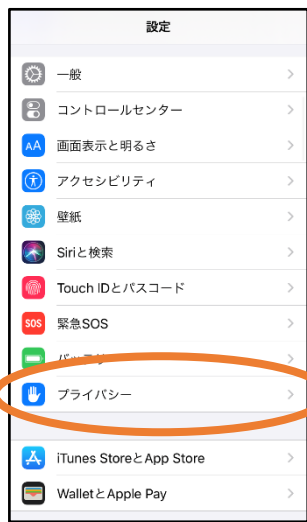 設定
一般
コントロールセンター
AA 画面表示と明るさ
アクセシビリティ
壁紙
Siriと検索
Touch IDとパスコード
SOS 緊急SOS
プライバシー
iTunes StoreとApp Store
WalletとApple Pay